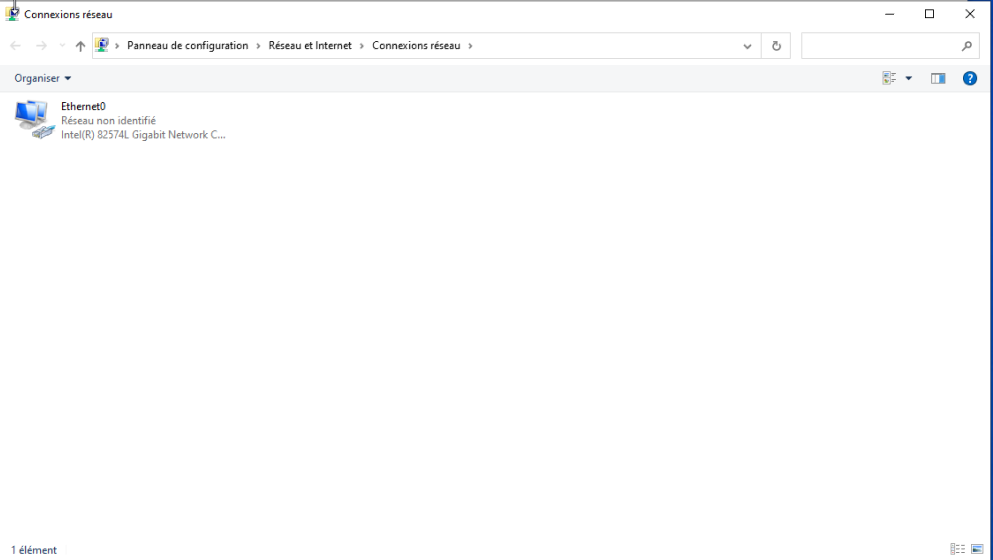 Connexions réseau
Panneau de configuration > Réseau et Internet > Connexions réseau >
Organiser
Ethernet0
Réseau non identifié
Intel(R) 82574L Gigabit Network C...
1 élément